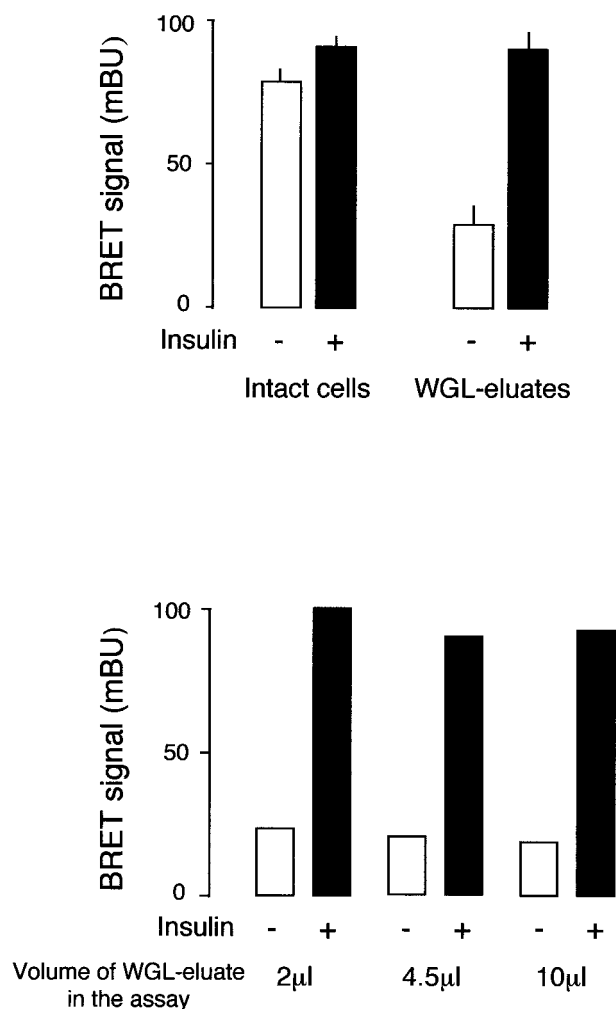 100
BRET signal (mBU)
50
0
Insulin - + - +
Intact cells WGL-eluates
100
BRET signal (mBU)
50
0
Insulin - + - + - +
Volume of WGL-eluate
in the assay
2μl 4.5μl 10μl